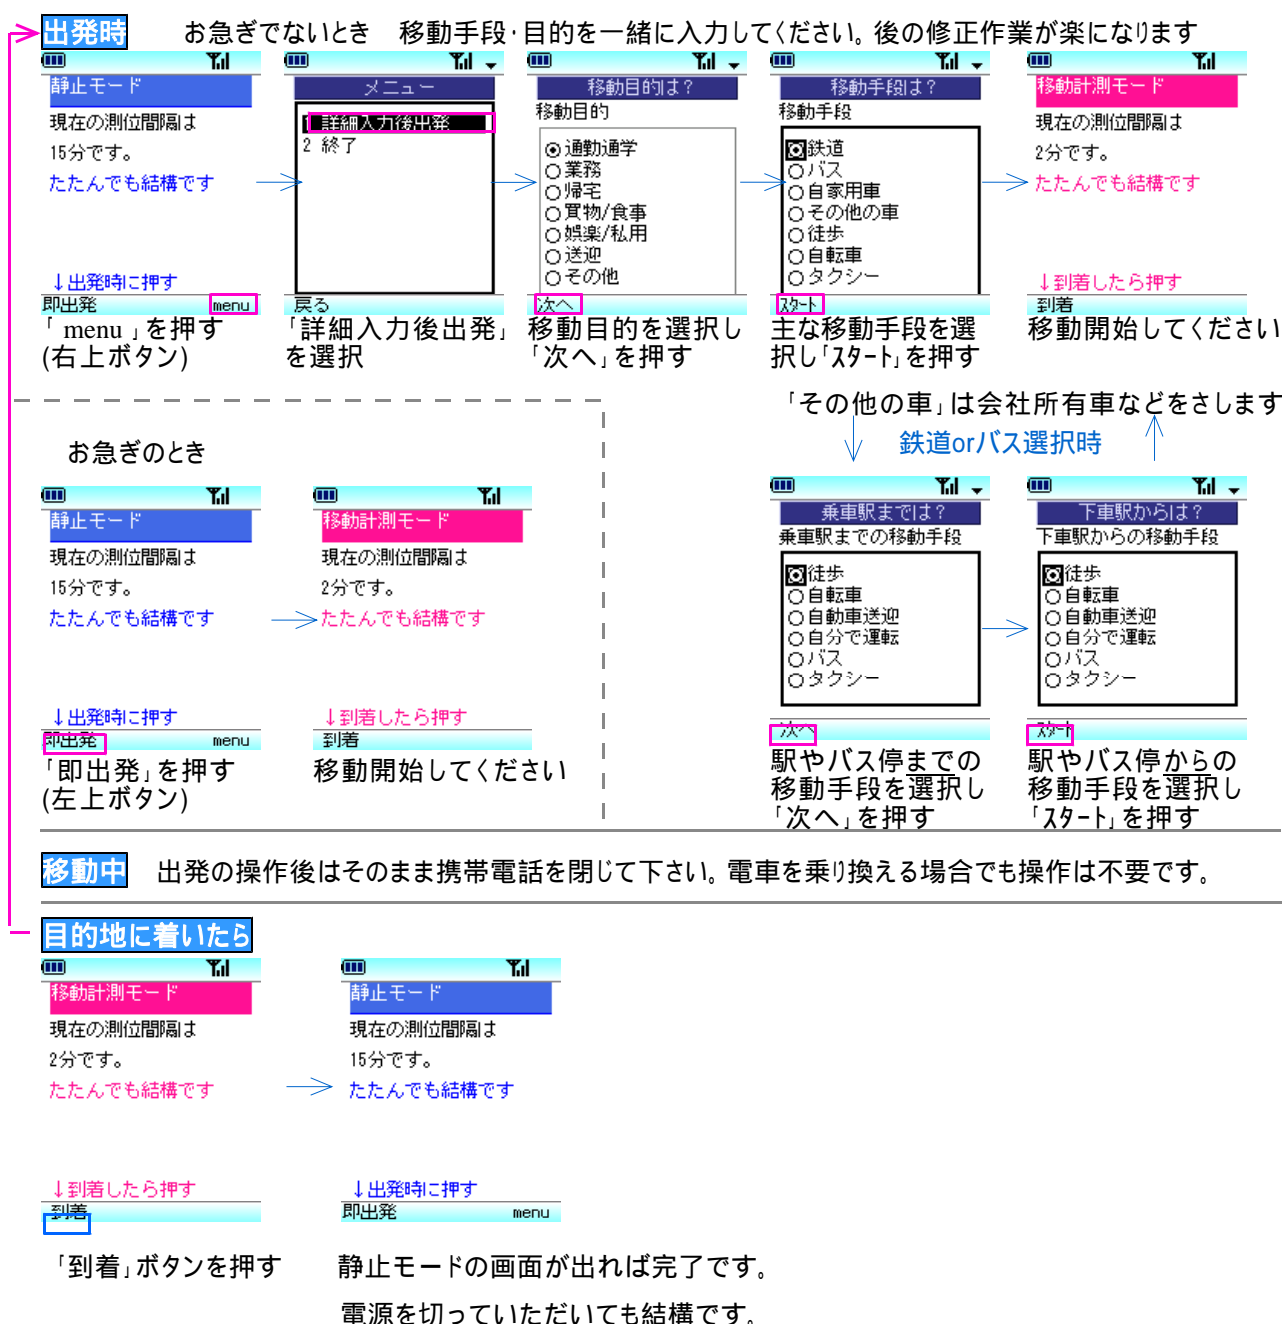 出発時
お急ぎでないとき　移動手段・目的を一緒に入力してください。後の修正作業が楽になります
静止モード
現在の測位間隔は
15分です。
たたんでも結構です
↓出発時に押す
即出発 menu
「 menu 」を押す
(右上ボタン)
メニュー
1 詳細入力後出発
2 終了
戻る
「詳細入力後出発」
を選択
移動目的は？
移動目的
通勤通学
業務
帰宅
買物/食事
娯楽/私用
送迎
その他
次へ
移動目的を選択し
「次へ」を押す
移動手段は？
移動手段
鉄道
バス
自家用車
その他の車
徒歩
自転車
タクシー
スタート
主な移動手段を選
択し「スタート」を押す
移動計測モード
現在の測位間隔は
2分です。
たたんでも結構です
↓到着したら押す
到着
移動開始してください
「その他の車」は会社所有車などをさします
鉄道orバス選択時
お急ぎのとき
静止モード
現在の測位間隔は
15分です。
たたんでも結構です
↓出発時に押す
即出発 menu
「即出発」を押す
(左上ボタン)
移動計測モード
現在の測位間隔は
2分です。
たたんでも結構です
↓到着したら押す
到着
移動開始してください
乗車駅までは？
乗車駅までの移動手段
徒歩
自転車
自動車送迎
自分で運転
バス
タクシー
次へ
駅やバス停までの
移動手段を選択し
「次へ」を押す
下車駅からは？
下車駅からの移動手段
徒歩
自転車
自動車送迎
自分で運転
バス
タクシー
スタート
駅やバス停からの
移動手段を選択し
「スタート」を押す
移動中
出発の操作後はそのまま携帯電話を閉じて下さい。電車を乗り換える場合でも操作は不要です。
目的地に着いたら
移動計測モード
現在の測位間隔は
2分です。
たたんでも結構です
↓到着したら押す
到着
「到着」ボタンを押す
静止モード
現在の測位間隔は
15分です。
たたんでも結構です
↓出発時に押す
即出発 menu
静止モードの画面が出れば完了です。
電源を切っていただいても結構です。